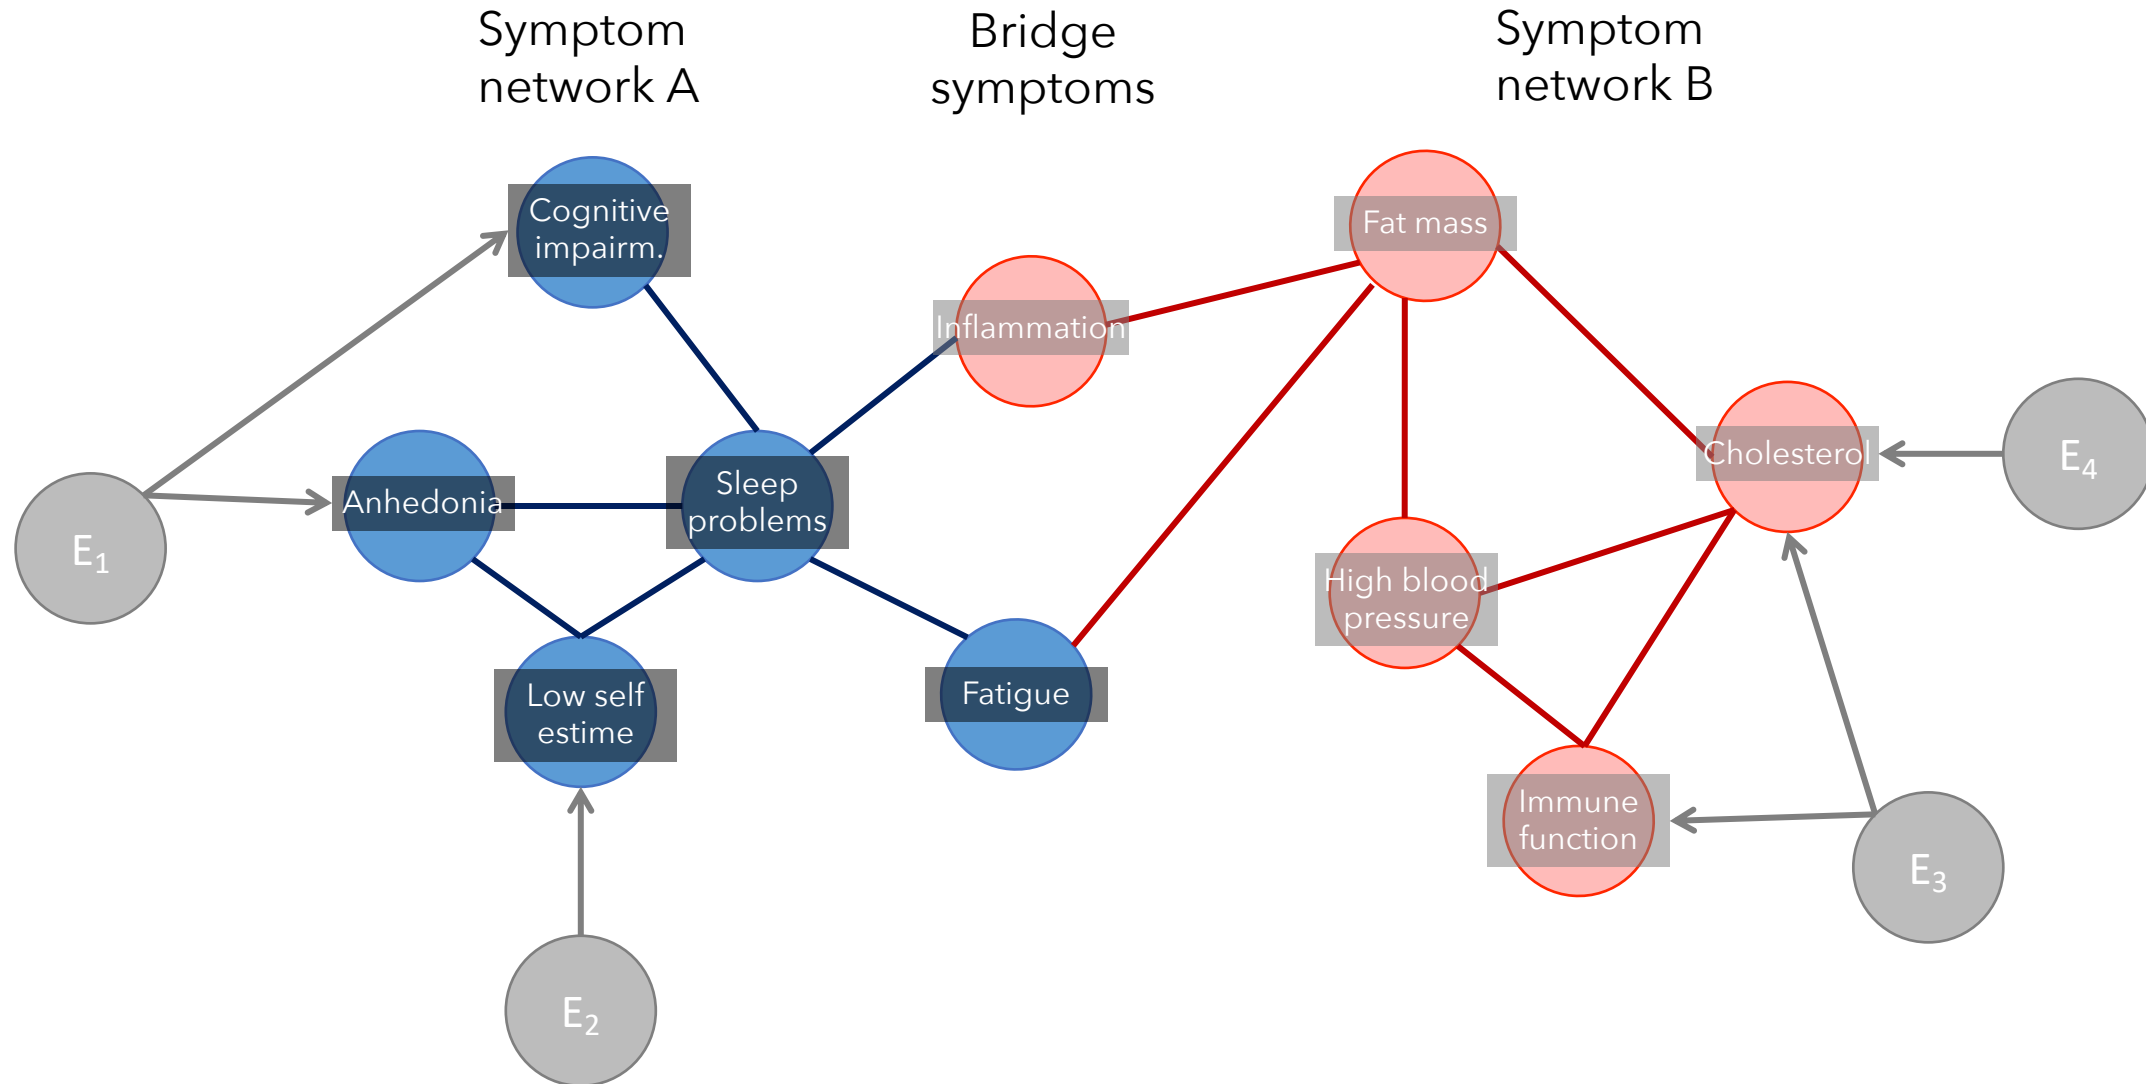 Symptom
network A
Bridge
symptoms
Symptom
network B
Cognitive
impairm.
Fat mass
Inflammation
Cholesterol
E₄
Sleep
problems
Anhedonia
E₁
High blood
pressure
Low self
estime
Fatigue
Immune
function
E₃
E₂